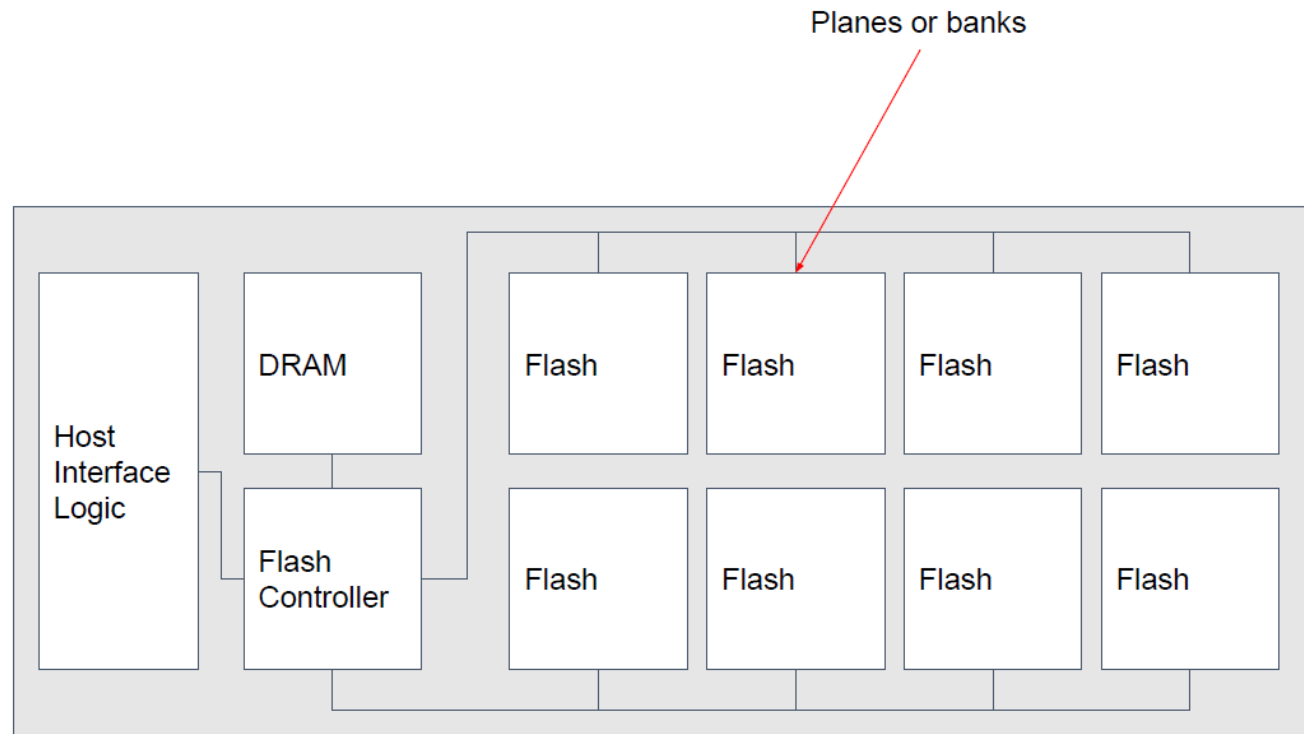 Planes or banks
DRAM
Flash
Flash
Flash
Flash
Host
Interface
Logic
Flash
Controller
Flash
Flash
Flash
Flash